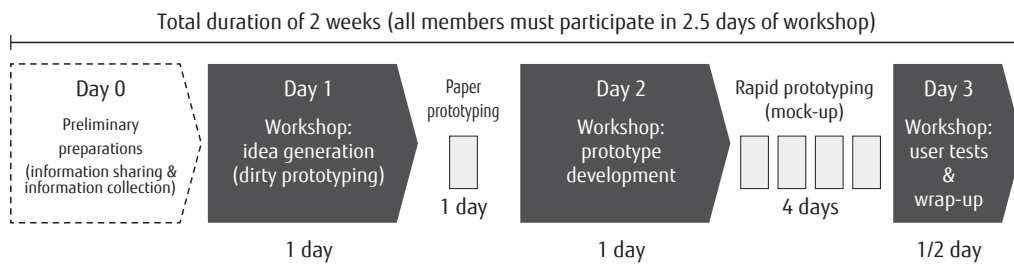 Total duration of 2 weeks (all members must participate in 2.5 days of workshop)
Day 0
Preliminary
preparations
(information sharing &
information collection)
Day 1
Workshop:
idea generation
(dirty prototyping)
1 day
Paper
prototyping
1 day
Day 2
Workshop:
prototype
development
1 day
Rapid prototyping
(mock-up)
4 days
Day 3
Workshop:
user tests
&
wrap-up
1/2 day